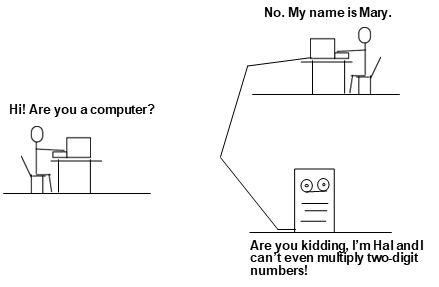 No. My name is Mary.
Hi! Are you a computer?
Are you kidding, I'm Hal and I
can't even multiply two-digit
numbers!